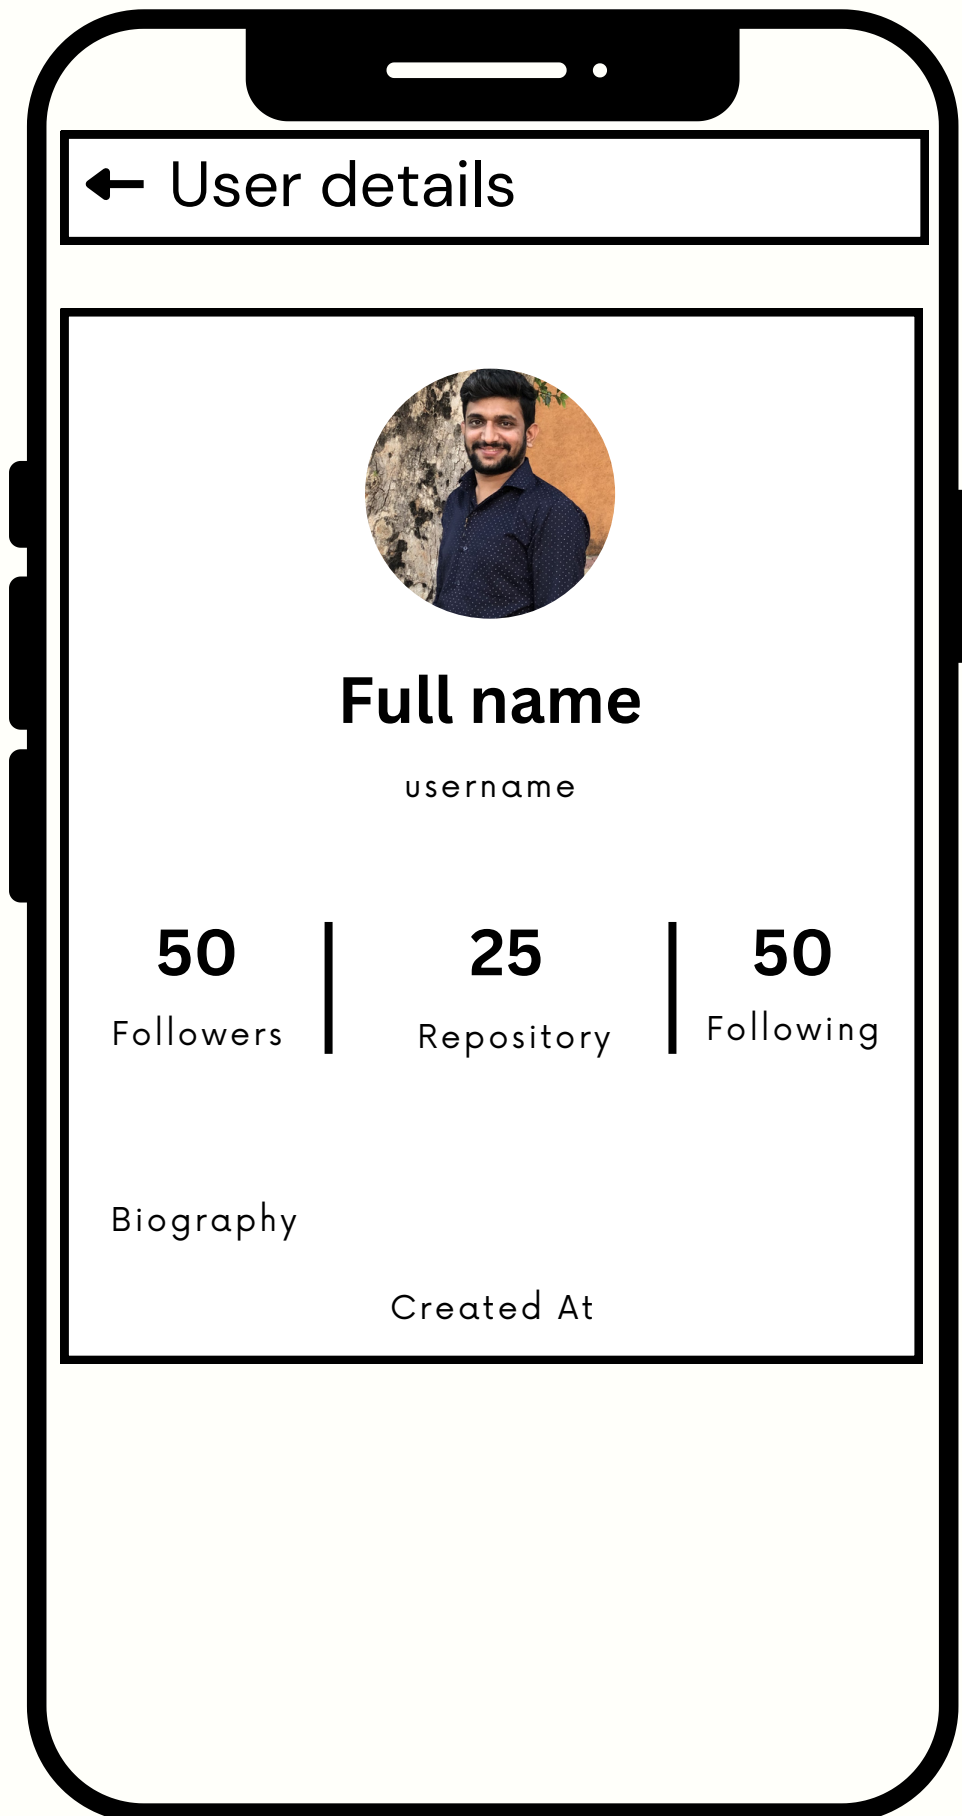 User details
Full name
username
50
25
50
Followers
Repository
Following
Biography
Created At